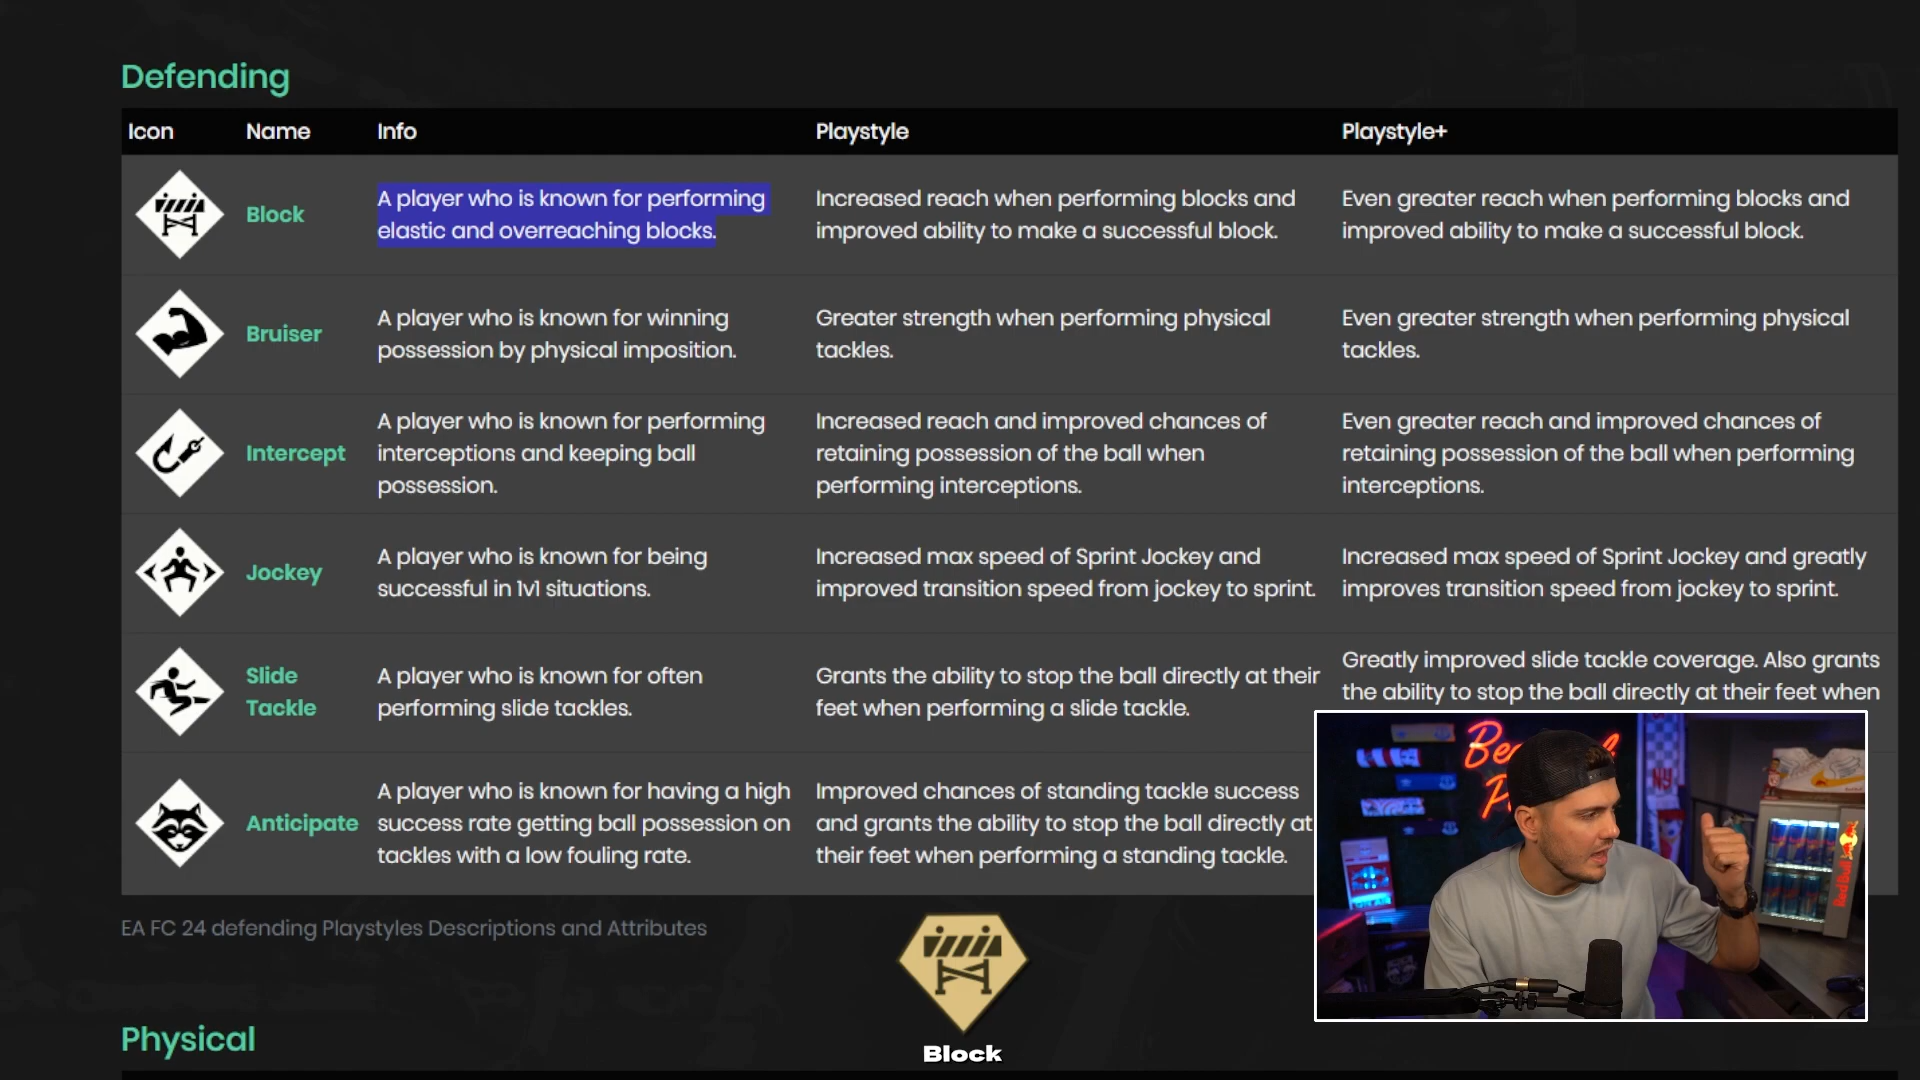 Defending
Icon Name Info Playstyle Playstyle+
Block
A player who is known for performing
elastic and overreaching blocks.
Increased reach when performing blocks and
improved ability to make a successful block.
Even greater reach when performing blocks and
improved ability to make a successful block.
Bruiser
A player who is known for winning
possession by physical imposition.
Greater strength when performing physical
tackles.
Even greater strength when performing physical
tackles.
Intercept
A player who is known for performing
interceptions and keeping ball
possession.
Increased reach and improved chances of
retaining possession of the ball when
performing interceptions.
Even greater reach and improved chances of
retaining possession of the ball when performing
interceptions.
Jockey
A player who is known for being
successful in 1v1 situations.
Increased max speed of Sprint Jockey and
improved transition speed from jockey to sprint.
Increased max speed of Sprint Jockey and greatly
improves transition speed from jockey to sprint.
Slide
Tackle
A player who is known for often
performing slide tackles.
Grants the ability to stop the ball directly at their
feet when performing a slide tackle.
Greatly improved slide tackle coverage. Also grants
the ability to stop the ball directly at their feet when
Anticipate
A player who is known for having a high
success rate getting ball possession on
tackles with a low fouling rate.
Improved chances of standing tackle success
and grants the ability to stop the ball directly at
their feet when performing a standing tackle.
EA FC 24 defending Playstyles Descriptions and Attributes
Block
Physical
Red Bull